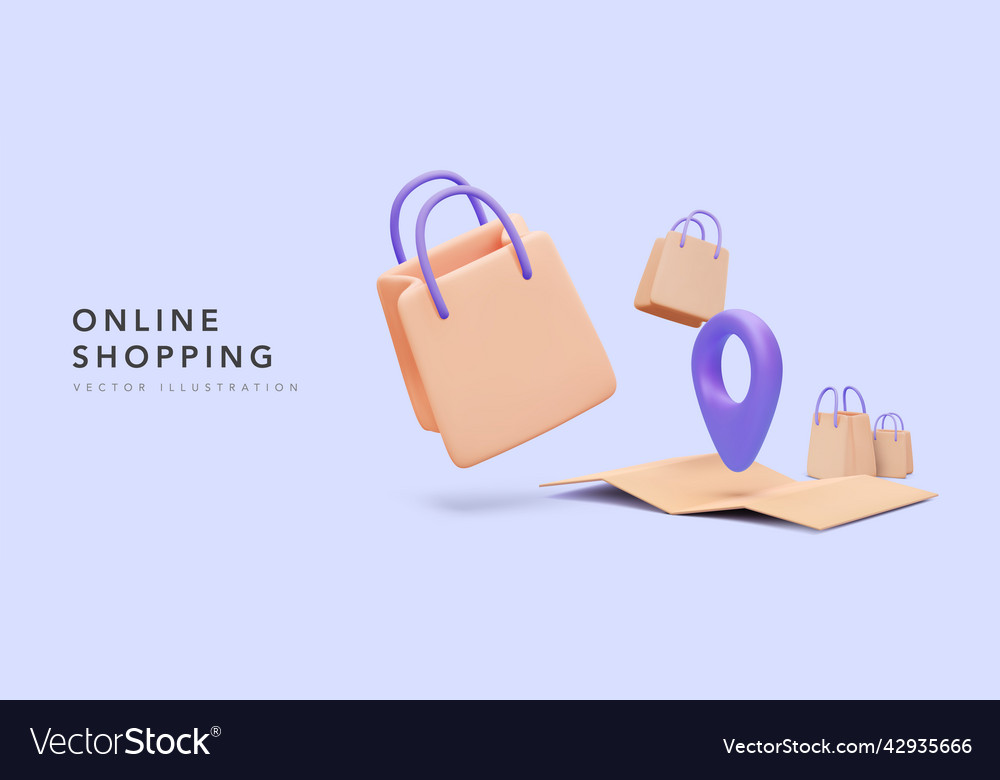 ONLINE
SHOPPING
VECTOR ILLUSTRATION
VectorStock®
VectorStock.com/42935666